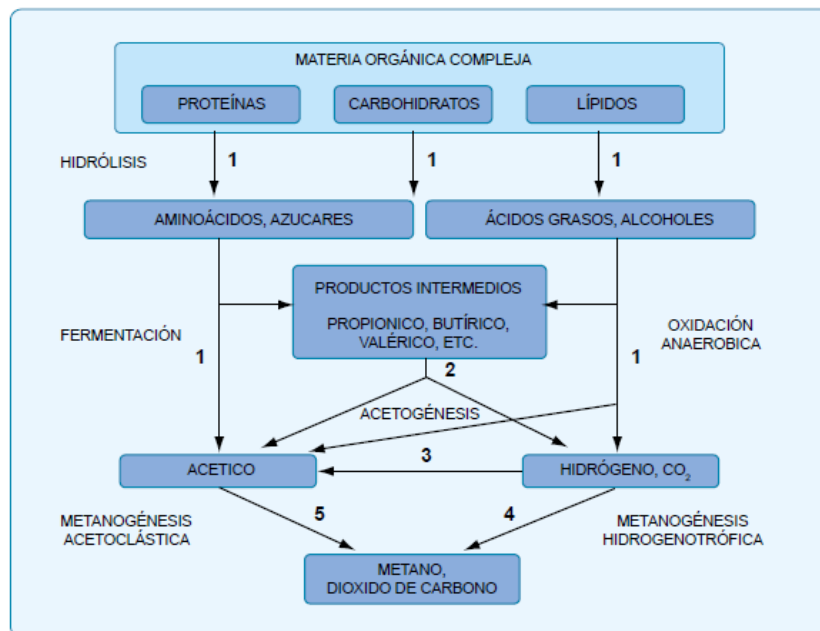 MATERIA ORGÁNICA COMPLEJA
PROTEÍNAS
CARBOHIDRATOS
LÍPIDOS
HIDRÓLISIS
1
1
1
AMINOÁCIDOS, AZUCARES
ÁCIDOS GRASOS, ALCOHOLES
PRODUCTOS INTERMEDIOS
PROPIONICO, BUTÍRICO,
VALÉRICO, ETC.
FERMENTACIÓN
1
OXIDACIÓN
ANAEROBICA
1
2
ACETOGÉNESIS
ACETICO
3
HIDRÓGENO, CO₂
METANOGÉNESIS
ACETOCLÁSTICA
5
4
METANOGÉNESIS
HIDROGENOTRÓFICA
METANO,
DIOXIDO DE CARBONO